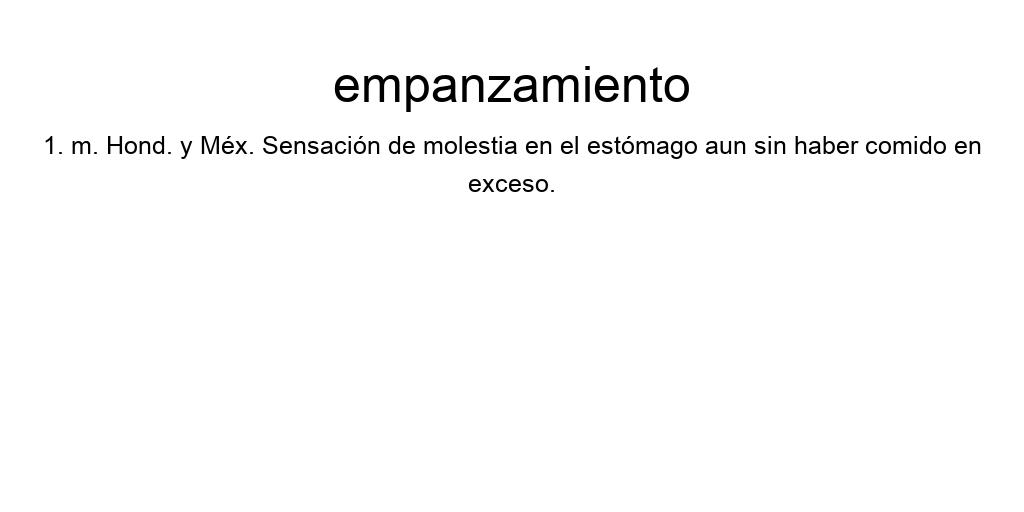 empanzamiento
1. m. Hond. y Méx. Sensación de molestia en el estómago aun sin haber comido en
exceso.